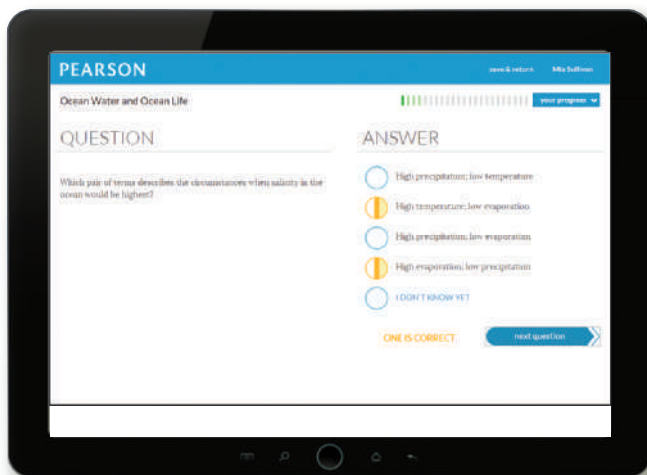 PEARSON
save & return Mia Sullivan
Ocean Water and Ocean Life
your progress
QUESTION
ANSWER
Which pair of terms describes the circumstances when salinity in the
ocean would be highest?
High precipitation; low temperature
High temperature; low evaporation
High precipitation; low evaporation
High evaporation; low precipitation
I DON'T KNOW YET
ONE IS CORRECT
next question